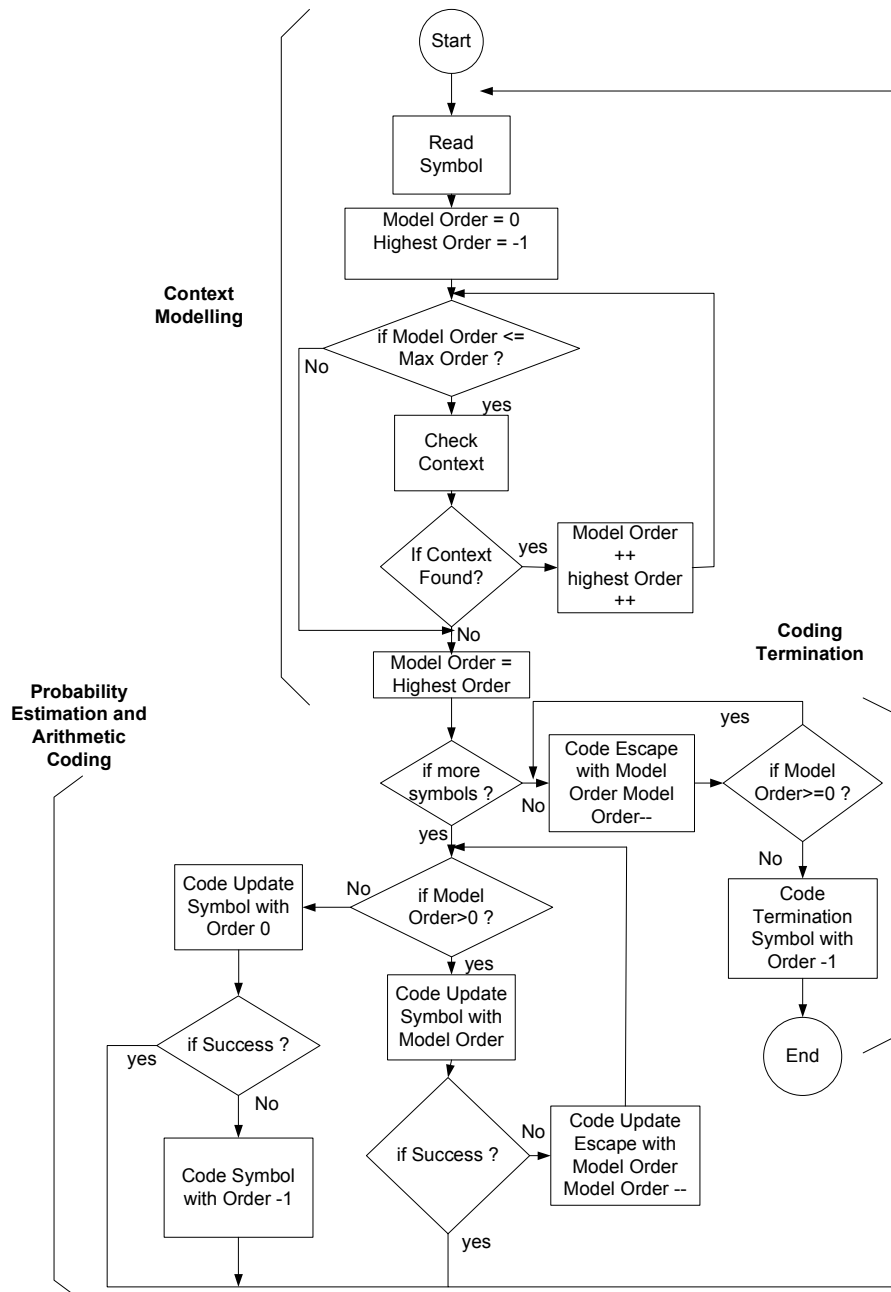 Start
Read
Symbol
Model Order = 0
Highest Order = -1
Context
Modelling
if Model Order <=
Max Order ?
No
yes
Check
Context
If Context
Found?
yes
Model Order
++
highest Order
++
No
Model Order =
Highest Order
Coding
Termination
Probability
Estimation and
Arithmetic
Coding
if more
symbols ?
No
yes
Code Escape
with Model
Order Model
Order--
yes
if Model
Order>=0 ?
No
Code
Termination
Symbol with
Order -1
End
if Model
Order>0 ?
No
yes
Code Update
Symbol with
Order 0
if Success ?
yes
No
Code Symbol
with Order -1
Code Update
Symbol with
Model Order
if Success ?
No
yes
Code Update
Escape with
Model Order
Model Order --